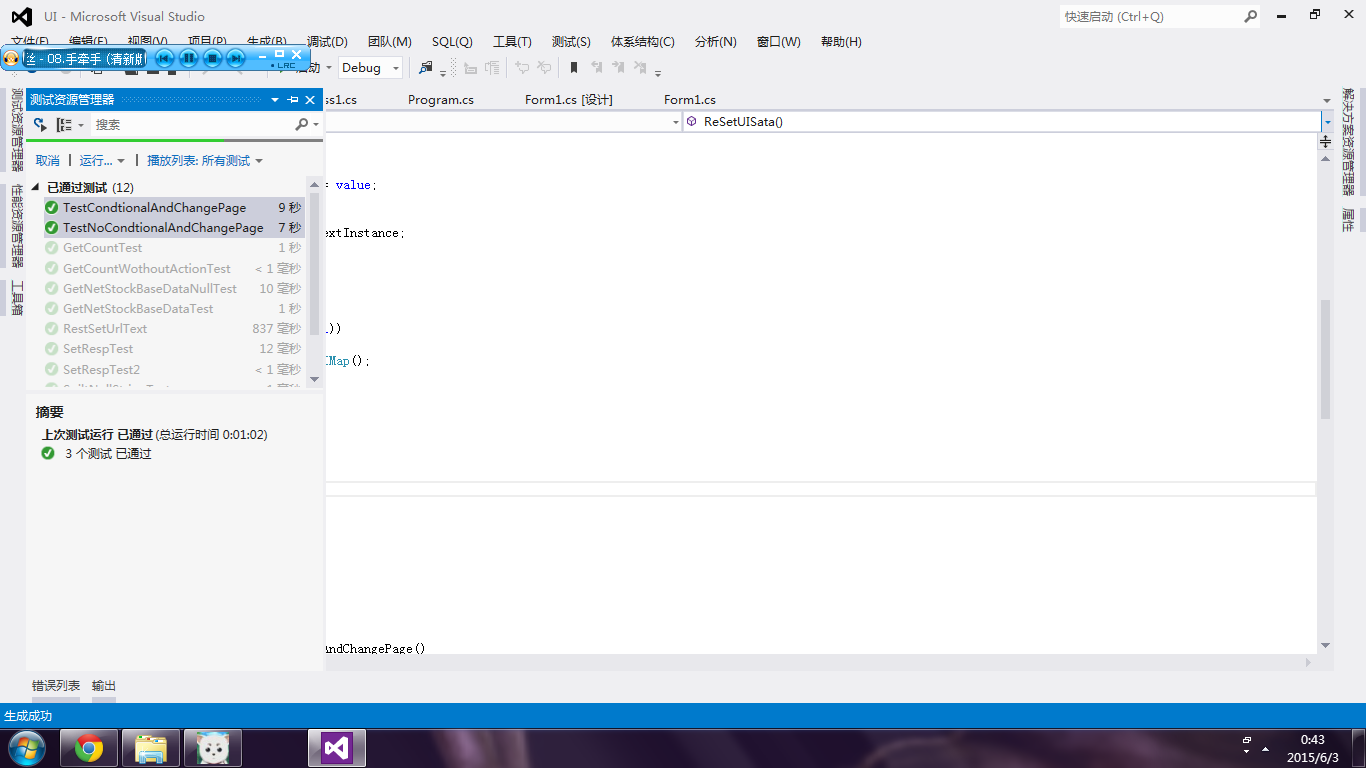 UI - Microsoft Visual Studio
快速启动 (Ctrl+Q)
文件(F) 编辑(E) 视图(V) 项目(P) 生成(B) 调试(D) 团队(M) SQL(Q) 工具(T) 测试(S) 体系结构(C) 分析(N) 窗口(W) 帮助(H)
- 08.手牵手 (清新版
LRC
启动 Debug
测试资源管理器
ss1.cs Program.cs Form1.cs [设计] Form1.cs
搜索
ReSetUISata()
取消 运行... 播放列表: 所有测试
已通过测试 (12)
TestCondtionalAndChangePage 9 秒
TestNoCondtionalAndChangePage 7 秒
GetCountTest 1 秒
GetCountWothoutActionTest < 1 毫秒
GetNetStockBaseDataNullTest 10 毫秒
GetNetStockBaseDataTest 1 秒
RestSetUrlText 837 毫秒
SetRespTest 12 毫秒
SetRespTest2 < 1 毫秒
摘要
上次测试运行 已通过 (总运行时间 0:01:02)
3 个测试 已通过
= value;
extInstance;
))
IMap();
AndChangePage()
测试资源管理器
性能资源管理器
工具箱
解决方案资源管理器
属性
错误列表 输出
生成成功
0:43
2015/6/3